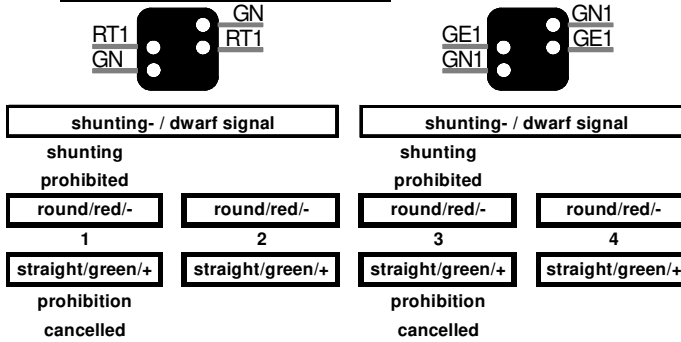 GN GN1
RT1 RT1 GE1 GE1
GN GN1
shunting- / dwarf signal shunting- / dwarf signal
shunting shunting
prohibited prohibited
round/red/- round/red/- round/red/- round/red/-
1 2 3 4
straight/green/+ straight/green/+ straight/green/+ straight/green/+
prohibition prohibition
cancelled cancelled